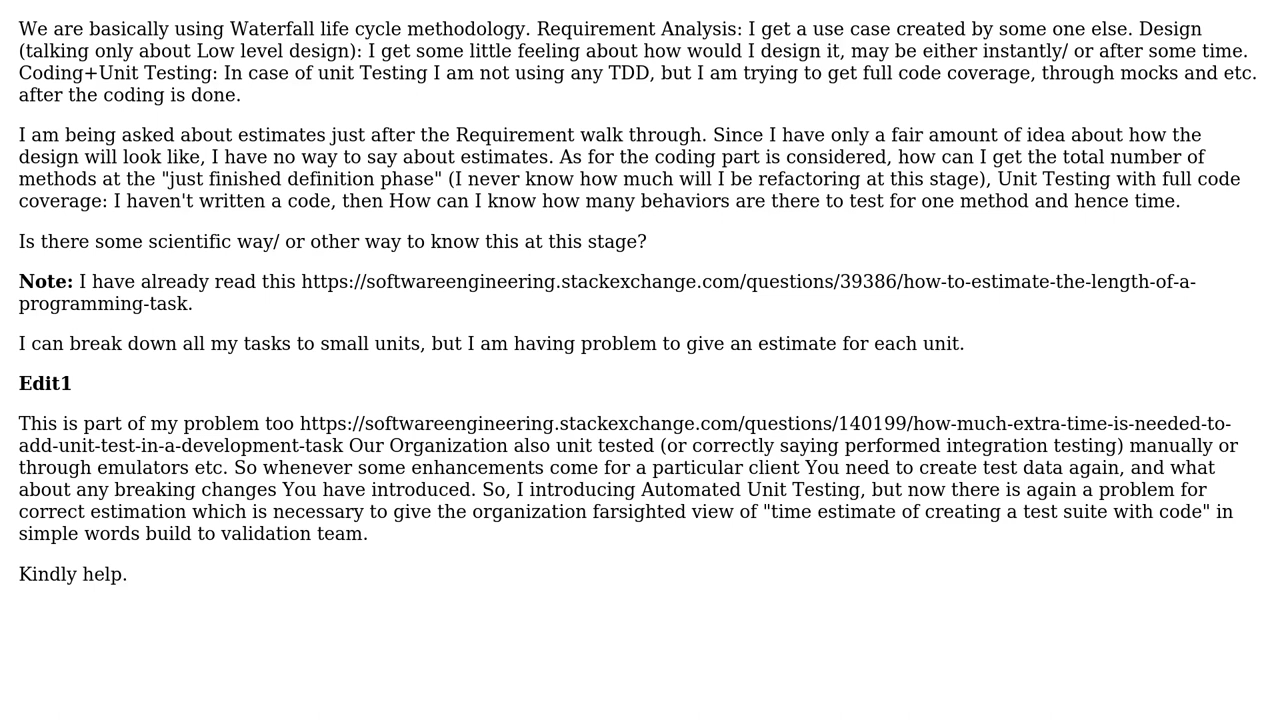 We are basically using Waterfall life cycle methodology. Requirement Analysis: I get a use case created by some one else. Design
(talking only about Low level design): I get some little feeling about how would I design it, may be either instantly/ or after some time.
Coding+Unit Testing: In case of unit Testing I am not using any TDD, but I am trying to get full code coverage, through mocks and etc.
after the coding is done.
I am being asked about estimates just after the Requirement walk through. Since I have only a fair amount of idea about how the
design will look like, I have no way to say about estimates. As for the coding part is considered, how can I get the total number of
methods at the "just finished definition phase" (I never know how much will I be refactoring at this stage), Unit Testing with full code
coverage: I haven't written a code, then How can I know how many behaviors are there to test for one method and hence time.
Is there some scientific way/ or other way to know this at this stage?
Note: I have already read this https://softwareengineering.stackexchange.com/questions/39386/how-to-estimate-the-length-of-a-
programming-task.
I can break down all my tasks to small units, but I am having problem to give an estimate for each unit.
Edit1
This is part of my problem too https://softwareengineering.stackexchange.com/questions/140199/how-much-extra-time-is-needed-to-
add-unit-test-in-a-development-task Our Organization also unit tested (or correctly saying performed integration testing) manually or
through emulators etc. So whenever some enhancements come for a particular client You need to create test data again, and what
about any breaking changes You have introduced. So, I introducing Automated Unit Testing, but now there is again a problem for
correct estimation which is necessary to give the organization farsighted view of "time estimate of creating a test suite with code" in
simple words build to validation team.
Kindly help.